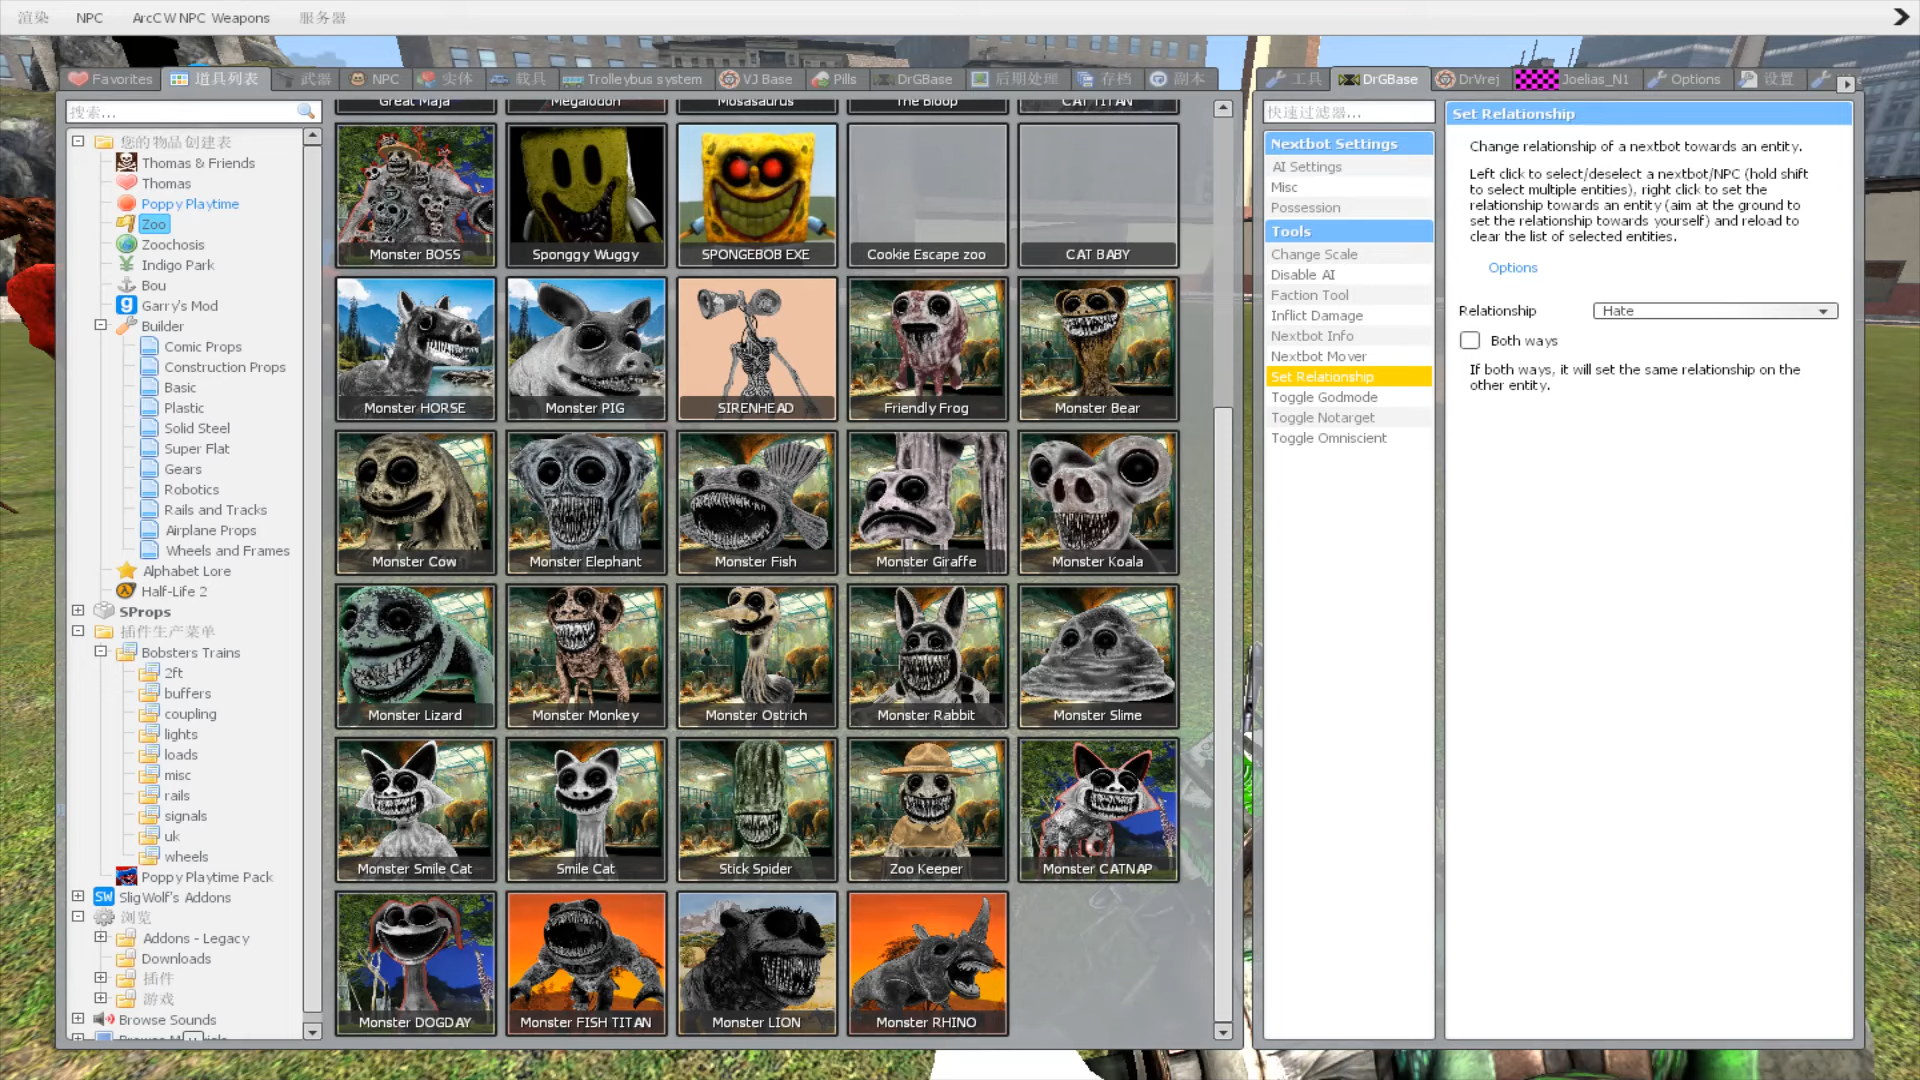 渲染 NPC ArcCW NPC Weapons 服务器
Favorites 道具列表 武器 NPC 实体 载具 Trolleybus system VJ Base Pills DrGBase 后期处理 存档 副本
工具 DrGBase DrVrej Joelias_N1 Options 设置
搜索...
您的物品创建表
Thomas & Friends
Thomas
Poppy Playtime
Zoo
Zoochosis
Indigo Park
Bou
Garry's Mod
Builder
Comic Props
Construction Props
Basic
Plastic
Solid Steel
Super Flat
Gears
Robotics
Rails and Tracks
Airplane Props
Wheels and Frames
Alphabet Lore
Half-Life 2
SProps
插件生产菜单
Bobsters Trains
2ft
buffers
coupling
lights
loads
misc
rails
signals
uk
wheels
Poppy Playtime Pack
SW SligWolf's Addons
浏览
Addons - Legacy
Downloads
插件
游戏
Browse Sounds
Great Maja Megalodon Mosasaurus The Bloop CAT TITAN
Monster BOSS Sponggy Wuggy SPONGEBOB EXE Cookie Escape zoo CAT BABY
Monster HORSE Monster PIG SIRENHEAD Friendly Frog Monster Bear
Monster Cow Monster Elephant Monster Fish Monster Giraffe Monster Koala
Monster Lizard Monster Monkey Monster Ostrich Monster Rabbit Monster Slime
Monster Smile Cat Smile Cat Stick Spider Zoo Keeper Monster CATNAP
Monster DOGDAY Monster FISH TITAN Monster LION Monster RHINO
快速过滤器...
Nextbot Settings
AI Settings
Misc
Possession
Tools
Change Scale
Disable AI
Faction Tool
Inflict Damage
Nextbot Info
Nextbot Mover
Set Relationship
Toggle Godmode
Toggle Notarget
Toggle Omniscient
Set Relationship
Change relationship of a nextbot towards an entity.
Left click to select/deselect a nextbot/NPC (hold shift
to select multiple entities), right click to set the
relationship towards an entity (aim at the ground to
set the relationship towards yourself) and reload to
clear the list of selected entities.
Options
Relationship Hate
Both ways
If both ways, it will set the same relationship on the
other entity.